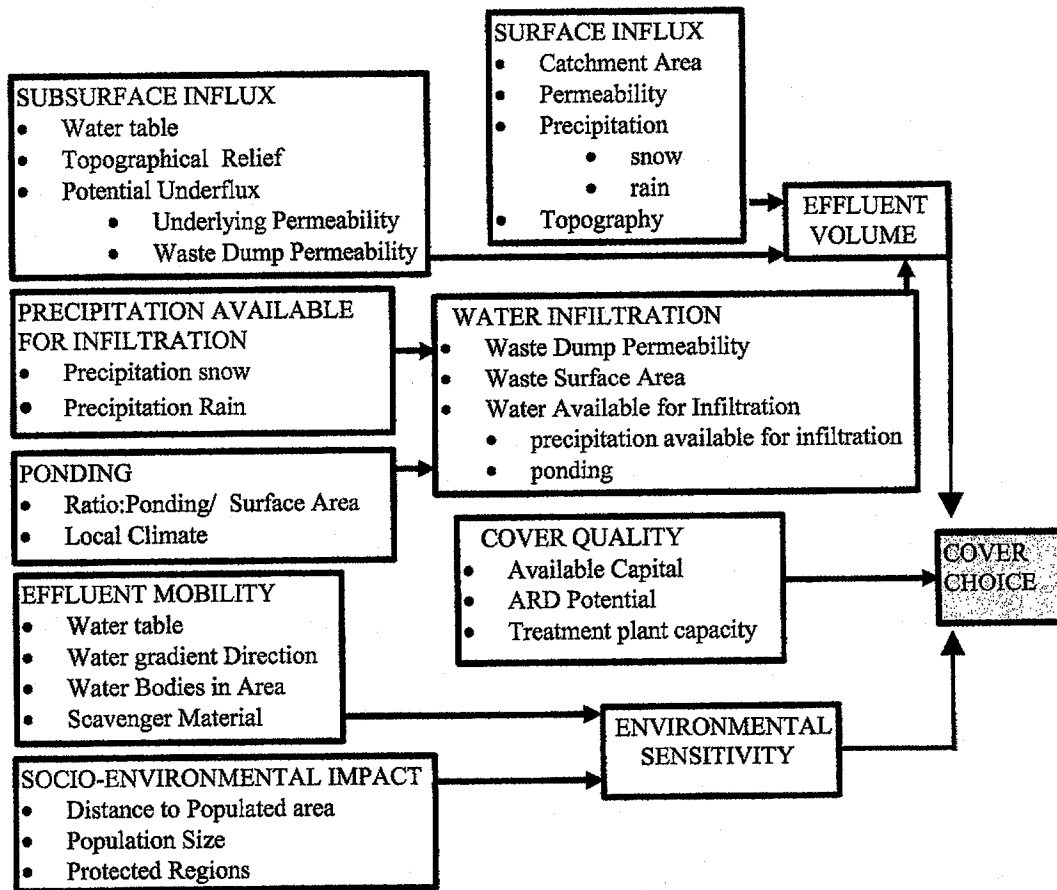 SURFACE INFLUX
• Catchment Area
• Permeability
• Precipitation
• snow
• rain
• Topography
SUBSURFACE INFLUX
• Water table
• Topographical Relief
• Potential Underflux
• Underlying Permeability
• Waste Dump Permeability
EFFLUENT
VOLUME
PRECIPITATION AVAILABLE
FOR INFILTRATION
• Precipitation snow
• Precipitation Rain
WATER INFILTRATION
• Waste Dump Permeability
• Waste Surface Area
• Water Available for Infiltration
• precipitation available for infiltration
• ponding
PONDING
• Ratio:Ponding/ Surface Area
• Local Climate
COVER QUALITY
• Available Capital
• ARD Potential
• Treatment plant capacity
COVER
CHOICE
EFFLUENT MOBILITY
• Water table
• Water gradient Direction
• Water Bodies in Area
• Scavenger Material
ENVIRONMENTAL
SENSITIVITY
SOCIO-ENVIRONMENTAL IMPACT
• Distance to Populated area
• Population Size
• Protected Regions